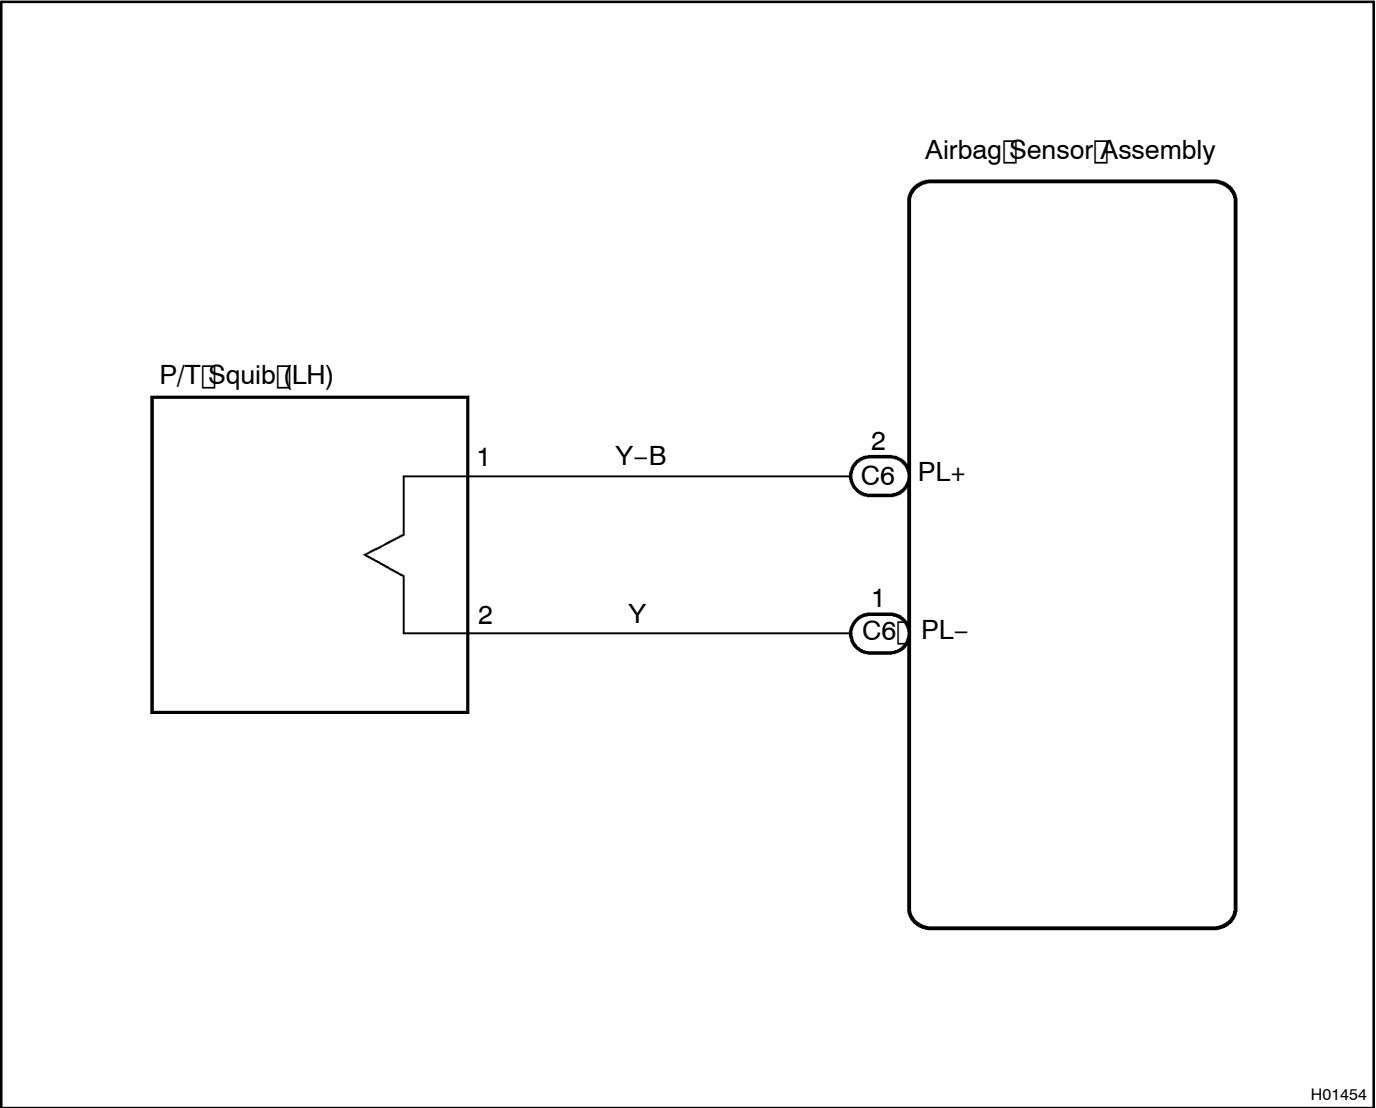 Airbag Sensor Assembly
P/T Squib (LH)
1
Y–B
2
C6
PL+
2
Y
1
C6
PL–
H01454